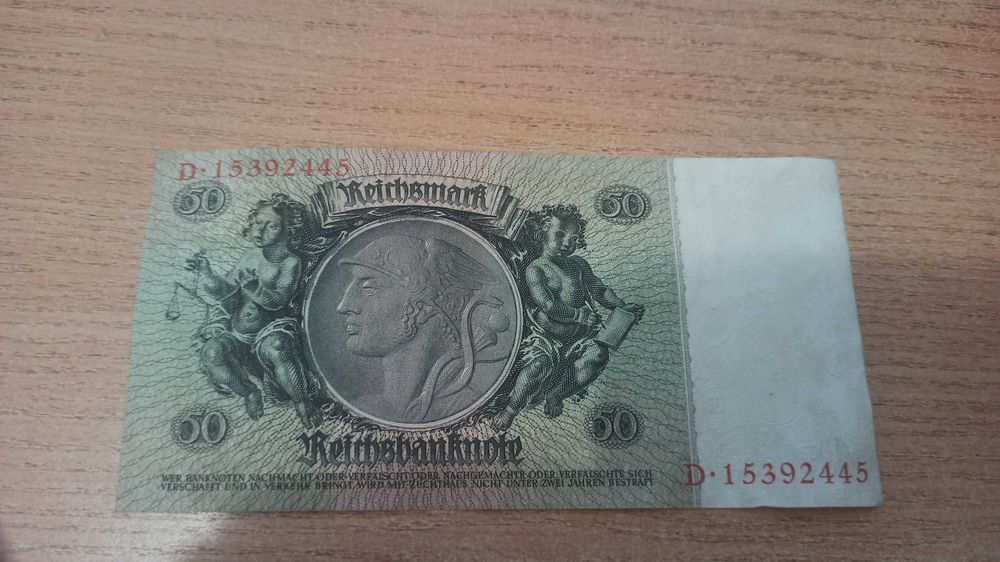 D·15392445
50 Reichsmark 50
50 Reichsbanknote 50
WER BANKNOTEN NACHMACHT ODER VERFÄLSCHT ODER NACHGEMACHTE ODER VERFÄLSCHTE SICH
VERSCHAFFT UND IN VERKEHR BRINGT, WIRD MIT ZUCHTHAUS NICHT UNTER ZWEI JAHREN BESTRAFT
D·15392445